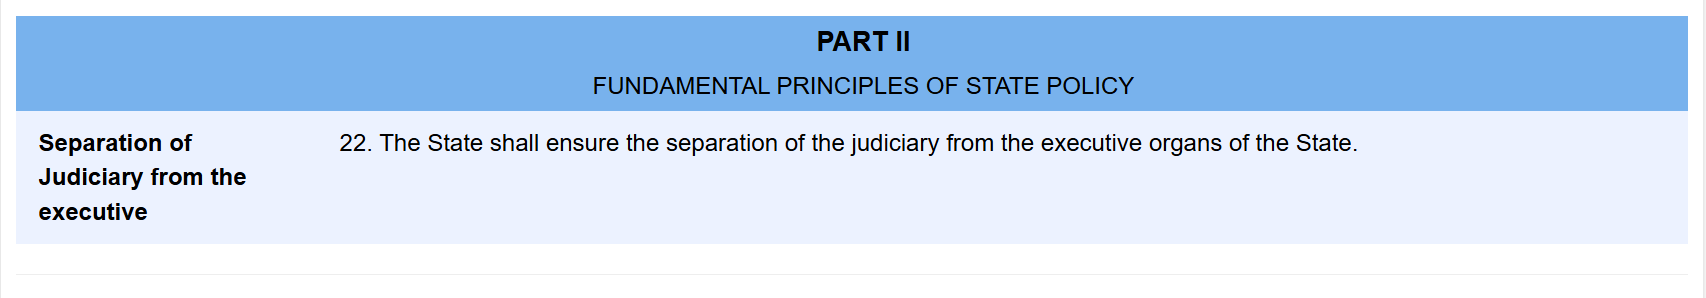 PART II
FUNDAMENTAL PRINCIPLES OF STATE POLICY
Separation of
Judiciary from the
executive
22. The State shall ensure the separation of the judiciary from the executive organs of the State.